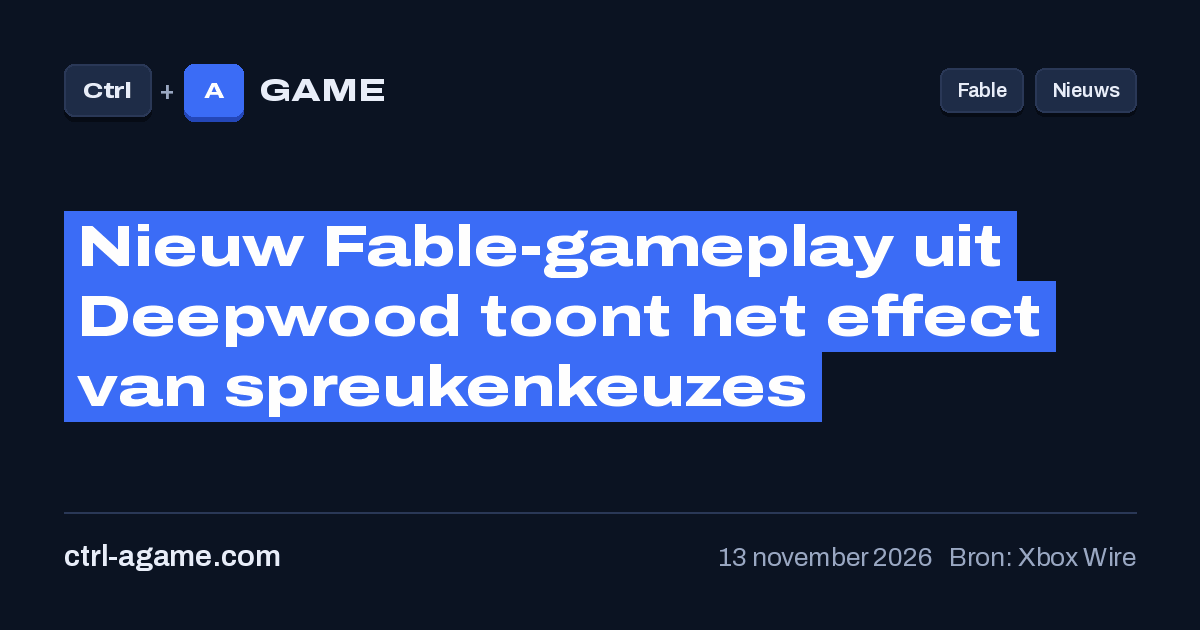 Ctrl + A GAME
Fable Nieuws
Nieuw Fable-gameplay uit
Deepwood toont het effect
van spreukenkeuzes
ctrl-agame.com
13 november 2026 Bron: Xbox Wire